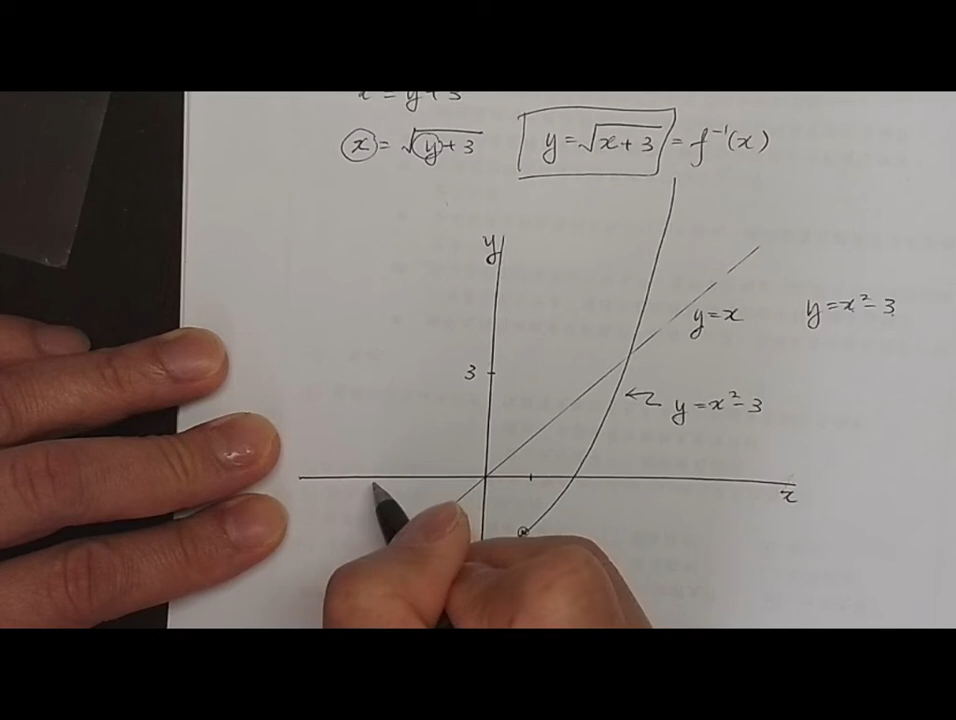 x = √y+3   y = √x+3 = f⁻¹(x)
y
y = x   y = x² - 3
3
y = x² - 3
x